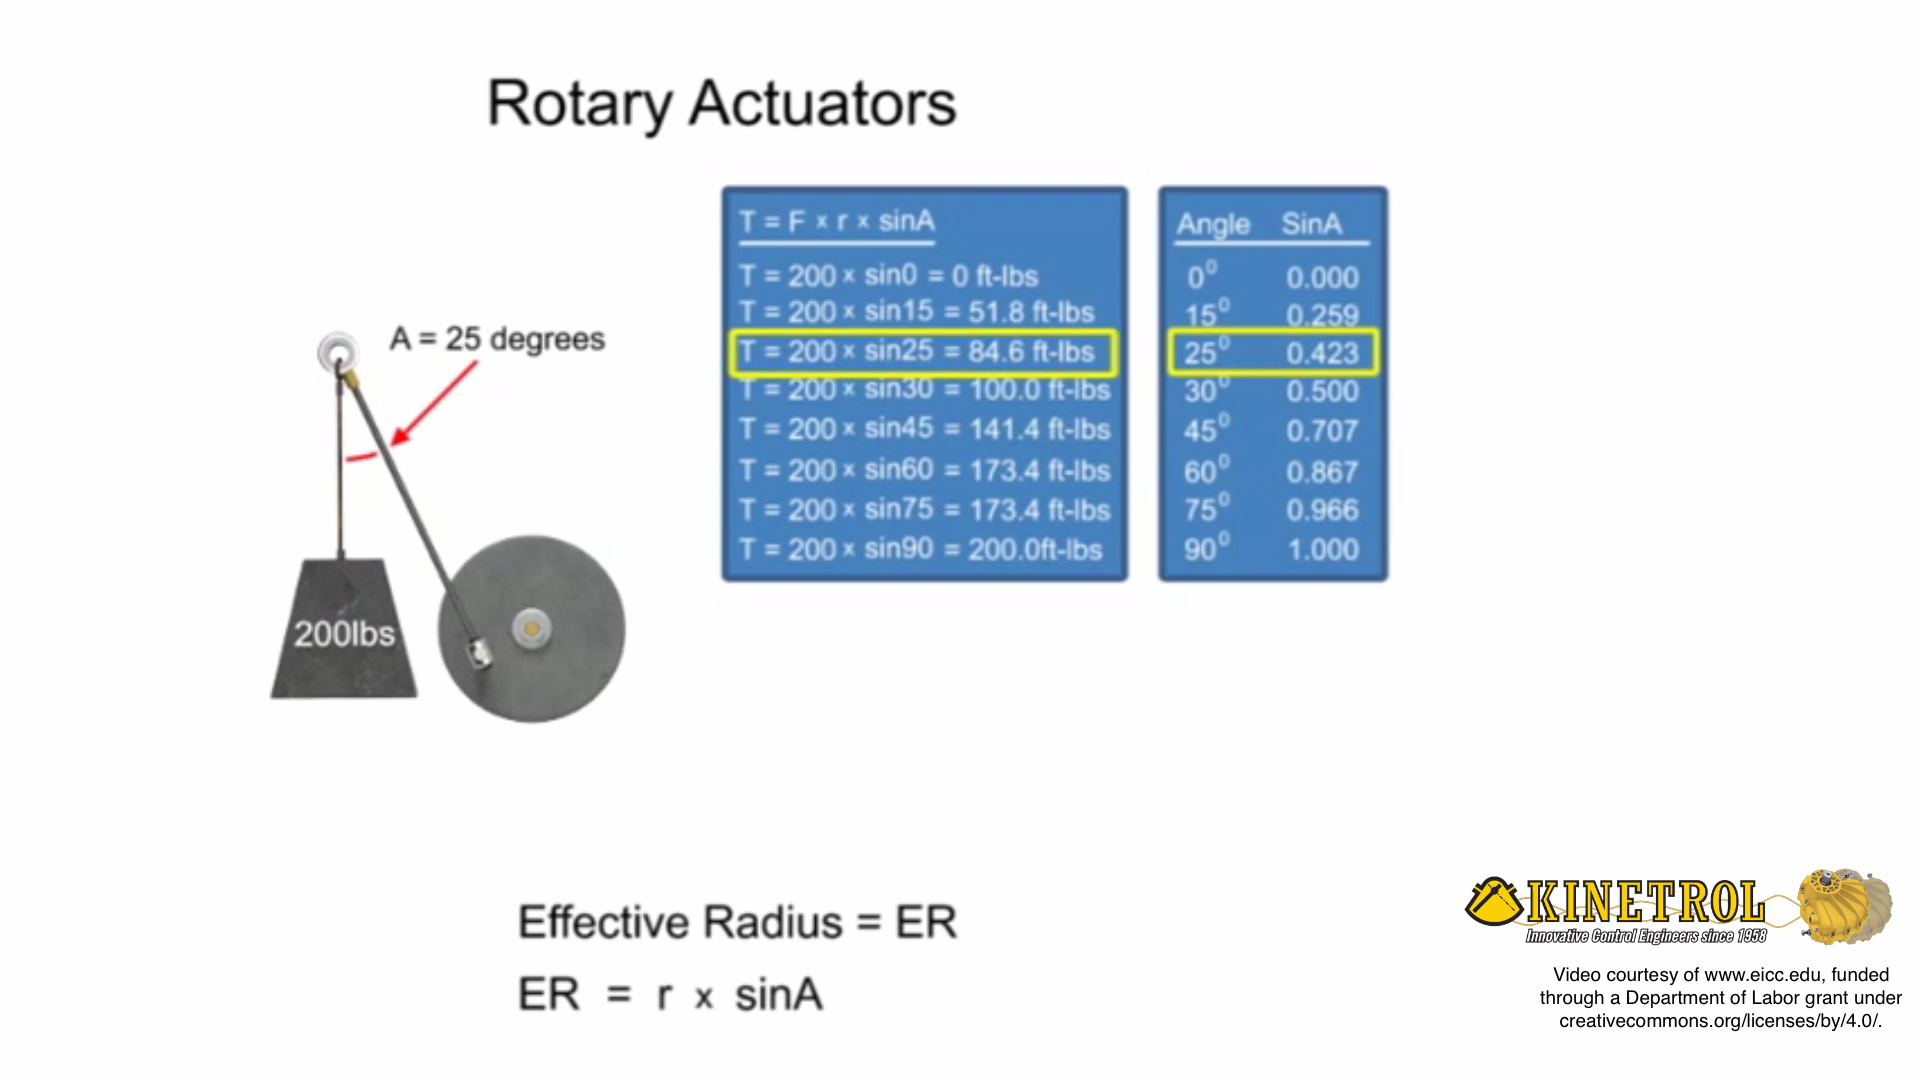 Rotary Actuators
A = 25 degrees
200lbs
T = F × r × sinA
T = 200 × sin0 = 0 ft-lbs
T = 200 × sin15 = 51.8 ft-lbs
T = 200 × sin25 = 84.6 ft-lbs
T = 200 × sin30 = 100.0 ft-lbs
T = 200 × sin45 = 141.4 ft-lbs
T = 200 × sin60 = 173.4 ft-lbs
T = 200 × sin75 = 173.4 ft-lbs
T = 200 × sin90 = 200.0ft-lbs
Angle SinA
0⁰ 0.000
15⁰ 0.259
25⁰ 0.423
30⁰ 0.500
45⁰ 0.707
60⁰ 0.867
75⁰ 0.966
90⁰ 1.000
Effective Radius = ER
ER = r x sinA
KINETROL
Innovative Control Engineers since 1958
Video courtesy of www.eicc.edu, funded
through a Department of Labor grant under
creativecommons.org/licenses/by/4.0/.